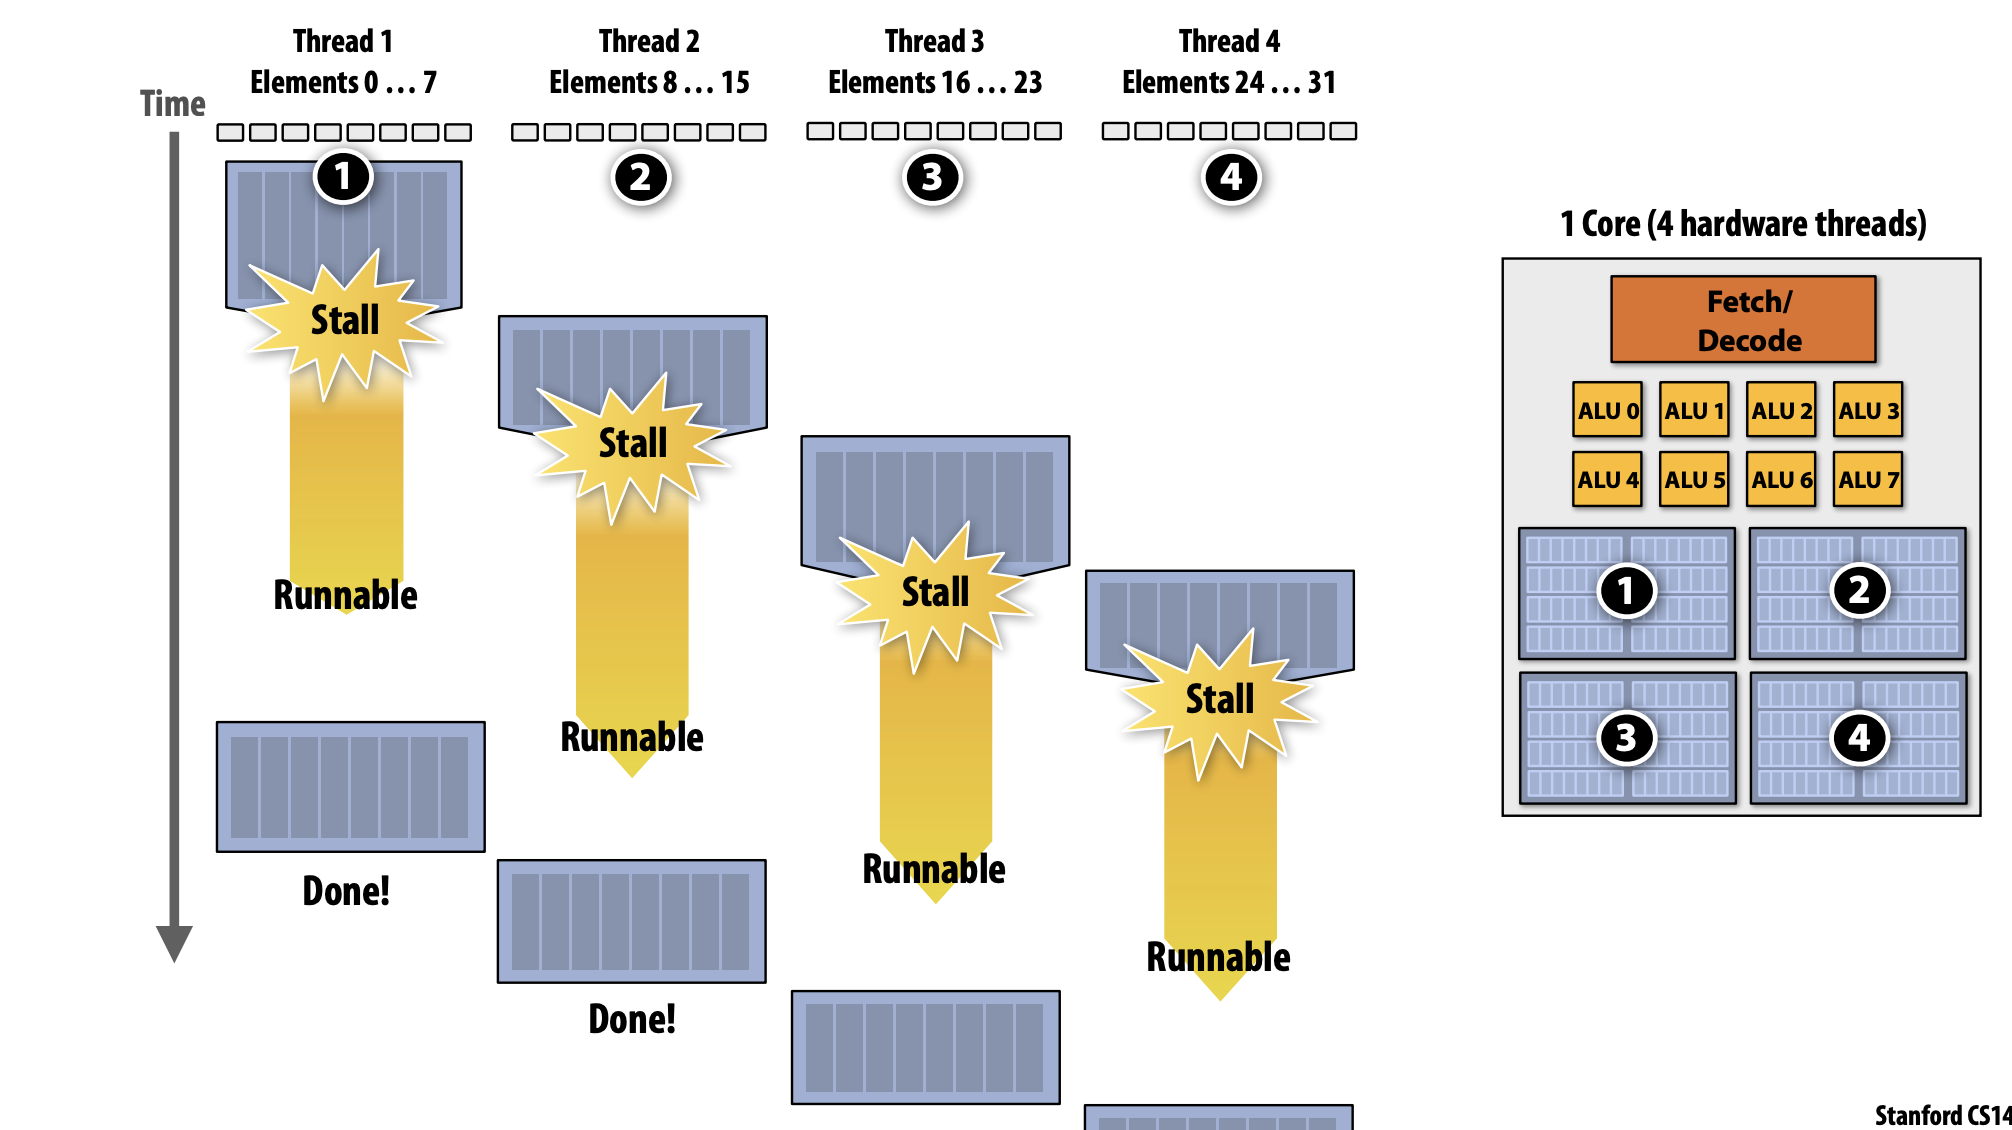 Thread 1
Elements 0 … 7
Thread 2
Elements 8 … 15
Thread 3
Elements 16 … 23
Thread 4
Elements 24 … 31
Time
1
2
3
4
Stall
Stall
Stall
Stall
Runnable
Runnable
Runnable
Runnable
Done!
Done!
1 Core (4 hardware threads)
Fetch/
Decode
ALU 0 ALU 1 ALU 2 ALU 3
ALU 4 ALU 5 ALU 6 ALU 7
1 2
3 4
Stanford CS14